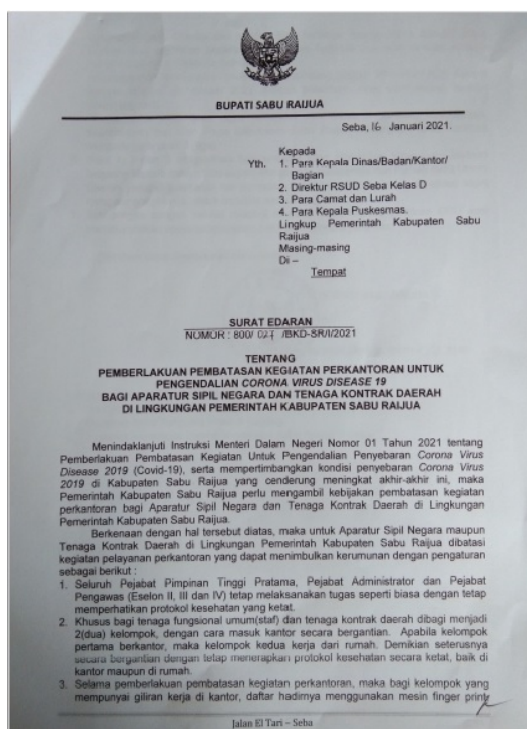 BUPATI SABU RAIJUA
Seba, 16 Januari 2021.
Kepada
Yth. 1. Para Kepala Dinas/Badan/Kantor/
Bagian
2. Direktur RSUD Seba Kelas D
3. Para Camat dan Lurah
4. Para Kepala Puskesmas.
Lingkup Pemerintah Kabupaten Sabu
Raijua
Masing-masing
Di –
Tempat
SURAT EDARAN
NOMOR : 800/ 027 /BKD-SR/I/2021
TENTANG
PEMBERLAKUAN PEMBATASAN KEGIATAN PERKANTORAN UNTUK
PENGENDALIAN CORONA VIRUS DISEASE 19
BAGI APARATUR SIPIL NEGARA DAN TENAGA KONTRAK DAERAH
DI LINGKUNGAN PEMERINTAH KABUPATEN SABU RAIJUA
Menindaklanjuti Instruksi Menteri Dalam Negeri Nomor 01 Tahun 2021 tentang
Pemberlakuan Pembatasan Kegiatan Untuk Pengendalian Penyebaran Corona Virus
Disease 2019 (Covid-19), serta mempertimbangkan kondisi penyebaran Corona Virus
2019 di Kabupaten Sabu Raijua yang cenderung meningkat akhir-akhir ini, maka
Pemerintah Kabupaten Sabu Raijua perlu mengambil kebijakan pembatasan kegiatan
perkantoran bagi Aparatur Sipil Negara dan Tenaga Kontrak Daerah di Lingkungan
Pemerintah Kabupaten Sabu Raijua.
Berkenaan dengan hal tersebut diatas, maka untuk Aparatur Sipil Negara maupun
Tenaga Kontrak Daerah di Lingkungan Pemerintah Kabupaten Sabu Raijua dibatasi
kegiatan pelayanan perkantoran yang dapat menimbulkan kerumunan dengan pengaturan
sebagai berikut :
1. Seluruh Pejabat Pimpinan Tinggi Pratama, Pejabat Administrator dan Pejabat
Pengawas (Eselon II, III dan IV) tetap melaksanakan tugas seperti biasa dengan tetap
memperhatikan protokol kesehatan yang ketat.
2. Khusus bagi tenaga fungsional umum(staf) dan tenaga kontrak daerah dibagi menjadi
2(dua) kelompok, dengan cara masuk kantor secara bergantian. Apabila kelompok
pertama berkantor, maka kelompok kedua kerja dari rumah. Demikian seterusnya
secara bergantian dengan tetap menerapkan protokol kesehatan secara ketat, baik di
kantor maupun di rumah.
3. Selama pemberlakuan pembatasan kegiatan perkantoran, maka bagi kelompok yang
mempunyai giliran kerja di kantor, daftar hadirnya menggunakan mesin finger print
Jalan El Tari – Seba